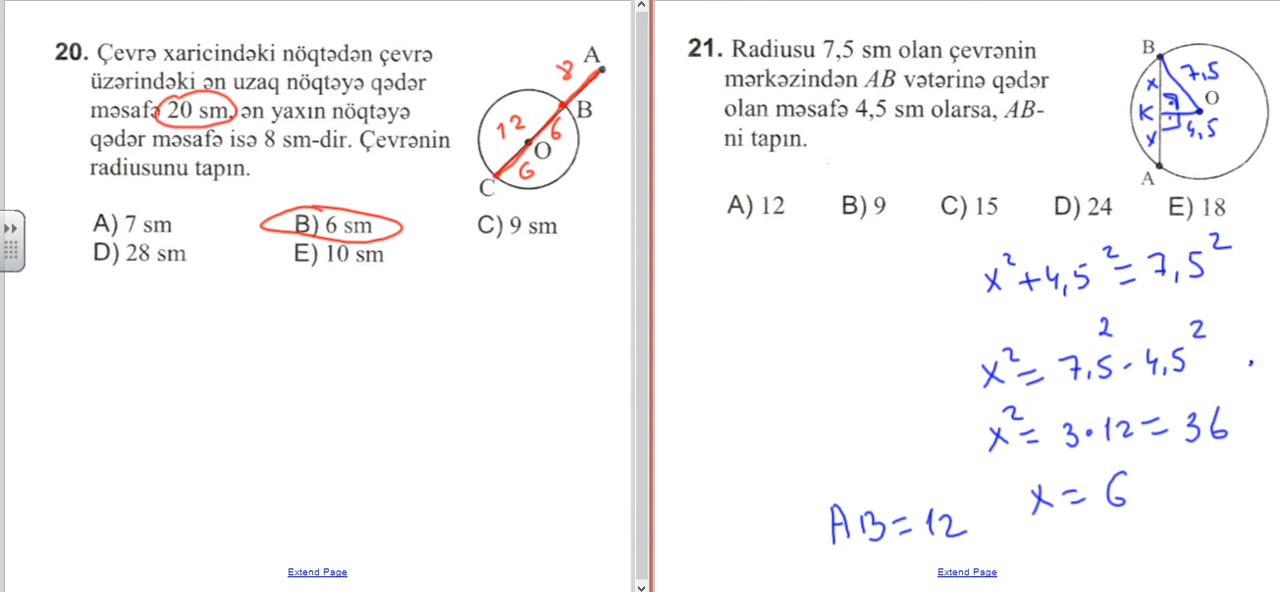 20. Çevrə xaricindəki nöqtədən çevrə
üzərindəki ən uzaq nöqtəyə qədər
məsafə 20 sm, ən yaxın nöqtəyə
qədər məsafə isə 8 sm-dir. Çevrənin
radiusunu tapın.
A
8
B
12
6
O
6
C
A) 7 sm B) 6 sm C) 9 sm
D) 28 sm E) 10 sm
Extend Page
21. Radiusu 7,5 sm olan çevrənin
mərkəzindən AB vətərinə qədər
olan məsafə 4,5 sm olarsa, AB-
ni tapın.
B
7,5
x
O
K
4,5
x
A
A) 12 B) 9 C) 15 D) 24 E) 18
x² + 4,5² = 7,5²
x² = 7,5² - 4,5²
x² = 3·12 = 36
x = 6
AB = 12
Extend Page